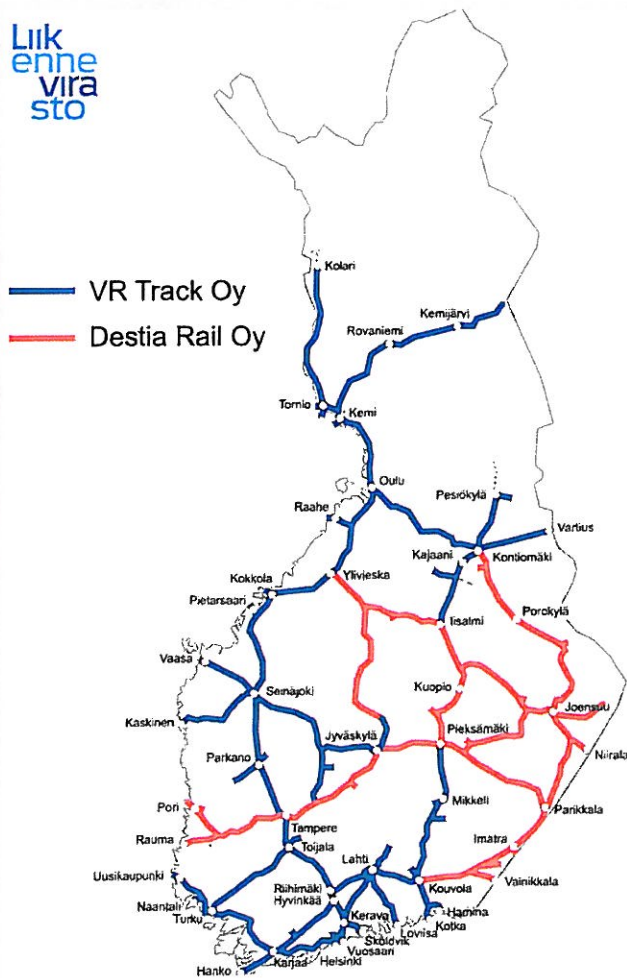 Liik
enne
vira
sto
VR Track Oy
Destia Rail Oy
Kolari
Kemijärvi
Rovaniemi
Tornio
Kemi
Oulu
Pesiökylä
Raahe
Vartius
Kajaani
Kontiomäki
Ylivieska
Kokkola
Pietarsaari
Iisalmi
Porokylä
Vaasa
Seinäjoki
Kuopio
Joensuu
Kaskinen
Jyväskylä
Pieksämäki
Niirala
Parkano
Mikkeli
Parikkala
Pori
Tampere
Rauma
Toijala
Imatra
Lahti
Uusikaupunki
Riihimäki
Kouvola
Vainikkala
Hyvinkää
Naantali
Turku
Kerava
Hamina
Loviisa
Kotka
Sköldvik
Vuosaari
Helsinki
Karjaa
Hanko